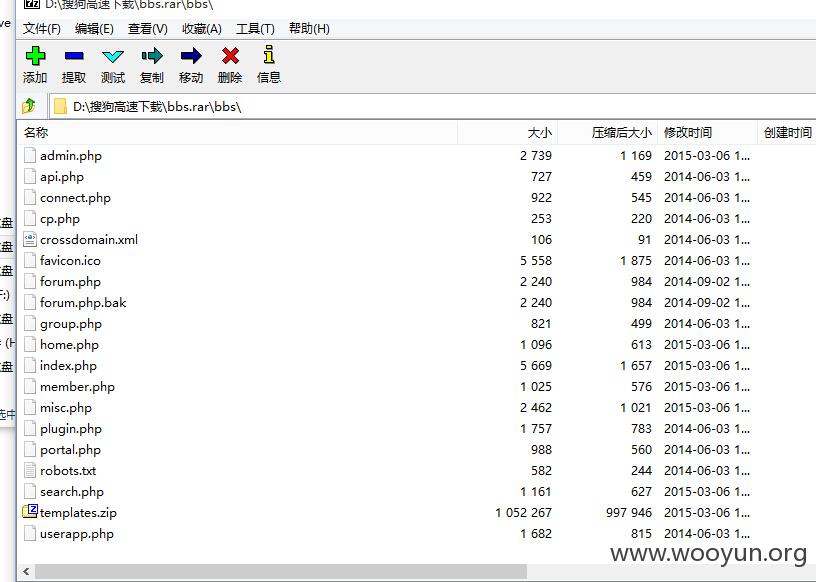 D:\搜狗高速下载\bbs.rar\bbs\
文件(F) 编辑(E) 查看(V) 收藏(A) 工具(T) 帮助(H)
添加 提取 测试 复制 移动 删除 信息
D:\搜狗高速下载\bbs.rar\bbs\
名称 大小 压缩后大小 修改时间 创建时间
admin.php 2 739 1 169 2015-03-06 1...
api.php 727 459 2014-06-03 1...
connect.php 922 545 2014-06-03 1...
cp.php 253 220 2014-06-03 1...
crossdomain.xml 106 91 2014-06-03 1...
favicon.ico 5 558 1 875 2014-06-03 1...
forum.php 2 240 984 2014-09-02 1...
forum.php.bak 2 240 984 2014-09-02 1...
group.php 821 499 2014-06-03 1...
home.php 1 096 613 2014-06-03 1...
index.php 5 669 1 657 2015-03-06 1...
member.php 1 025 576 2015-03-06 1...
misc.php 2 462 1 021 2015-03-06 1...
plugin.php 1 757 783 2014-06-03 1...
portal.php 988 560 2014-06-03 1...
robots.txt 582 244 2014-06-03 1...
search.php 1 161 627 2015-03-06 1...
templates.zip 1 052 267 997 946 2015-03-06 1...
userapp.php 1 682 815 2014-06-03 1...
www.wooyun.org